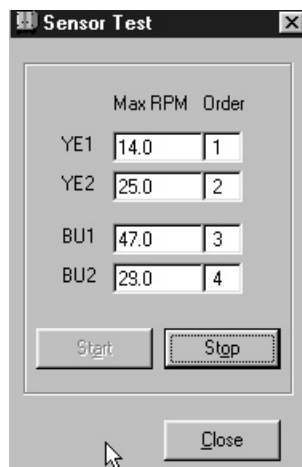 Sensor Test
Max RPM Order
YE1 14.0 1
YE2 25.0 2
BU1 47.0 3
BU2 29.0 4
Start Stop
Close